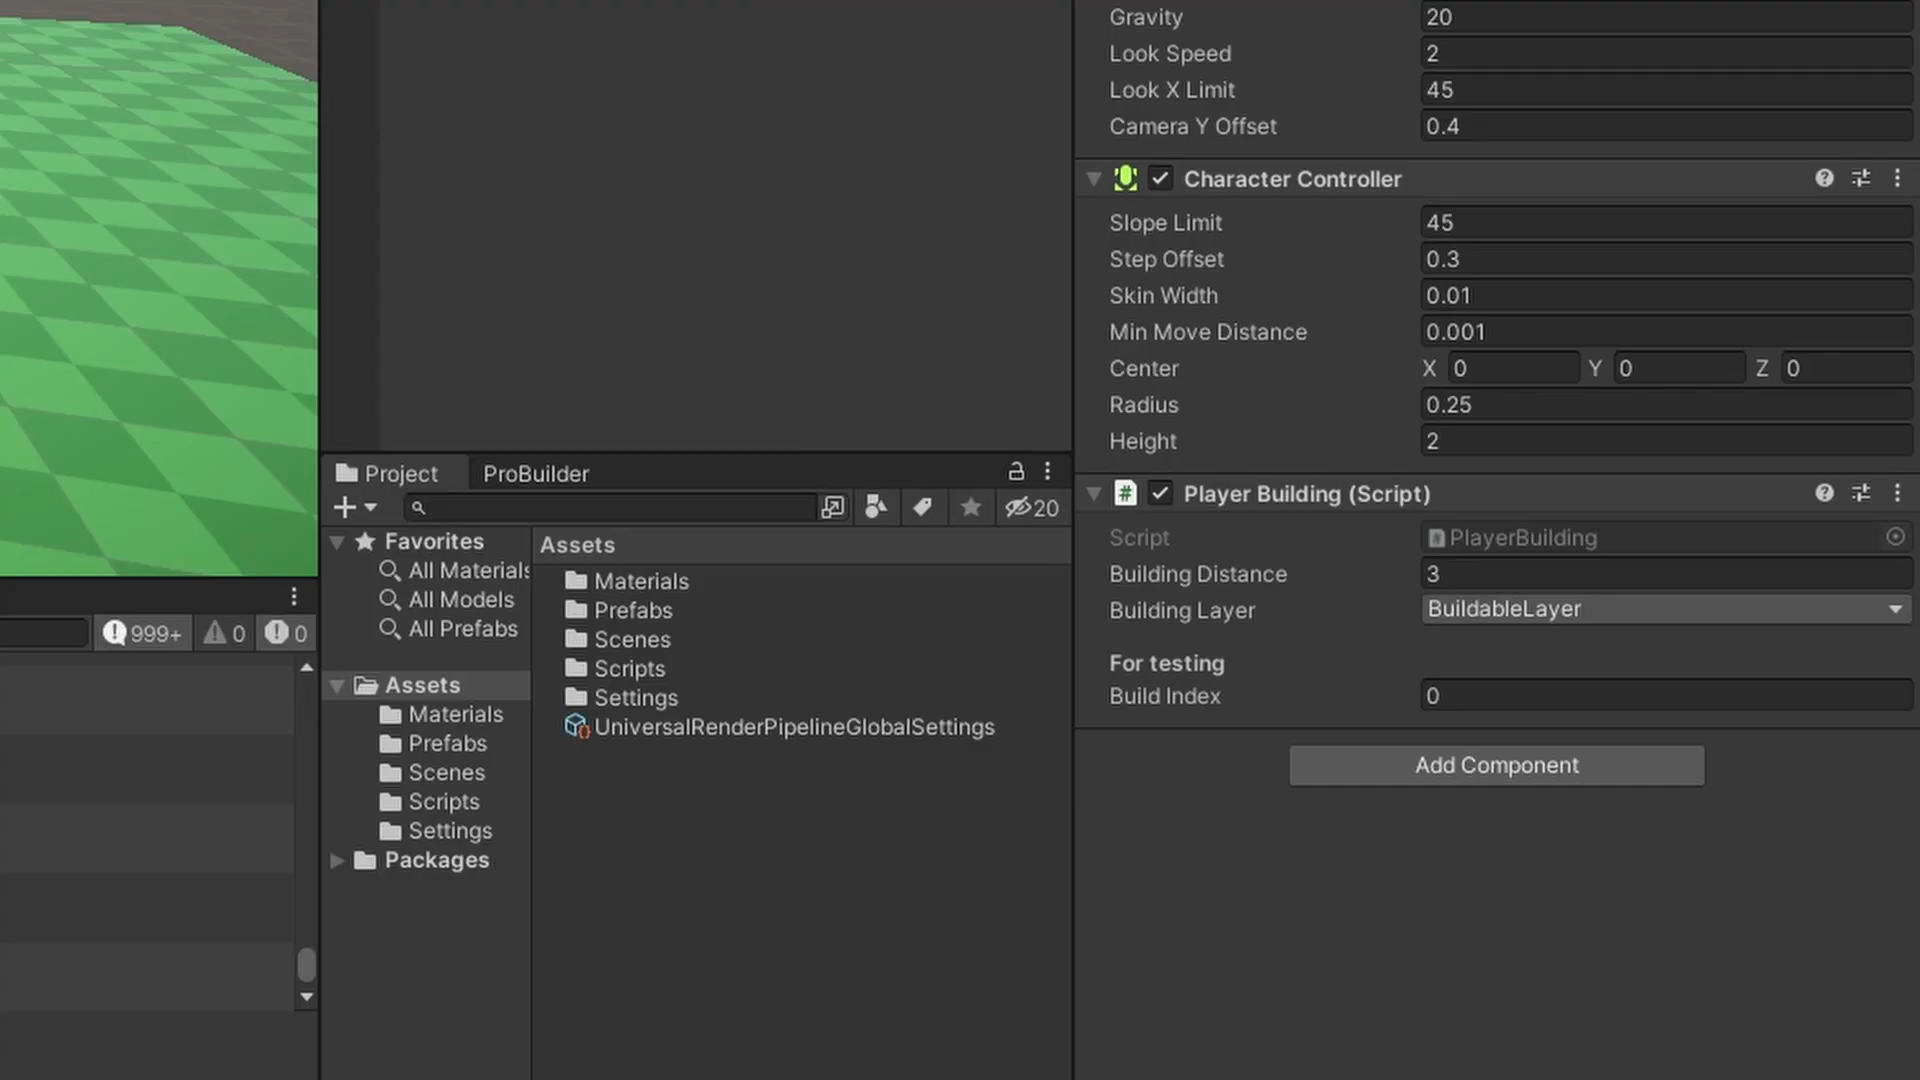 Gravity 20
Look Speed 2
Look X Limit 45
Camera Y Offset 0.4
Character Controller
Slope Limit 45
Step Offset 0.3
Skin Width 0.01
Min Move Distance 0.001
Center X 0 Y 0 Z 0
Radius 0.25
Height 2
Player Building (Script)
Script PlayerBuilding
Building Distance 3
Building Layer BuildableLayer
For testing
Build Index 0
Add Component
Project ProBuilder
20
Favorites
All Materials
All Models
All Prefabs
Assets
Materials
Prefabs
Scenes
Scripts
Settings
Packages
Assets
Materials
Prefabs
Scenes
Scripts
Settings
UniversalRenderPipelineGlobalSettings
999+ 0 0